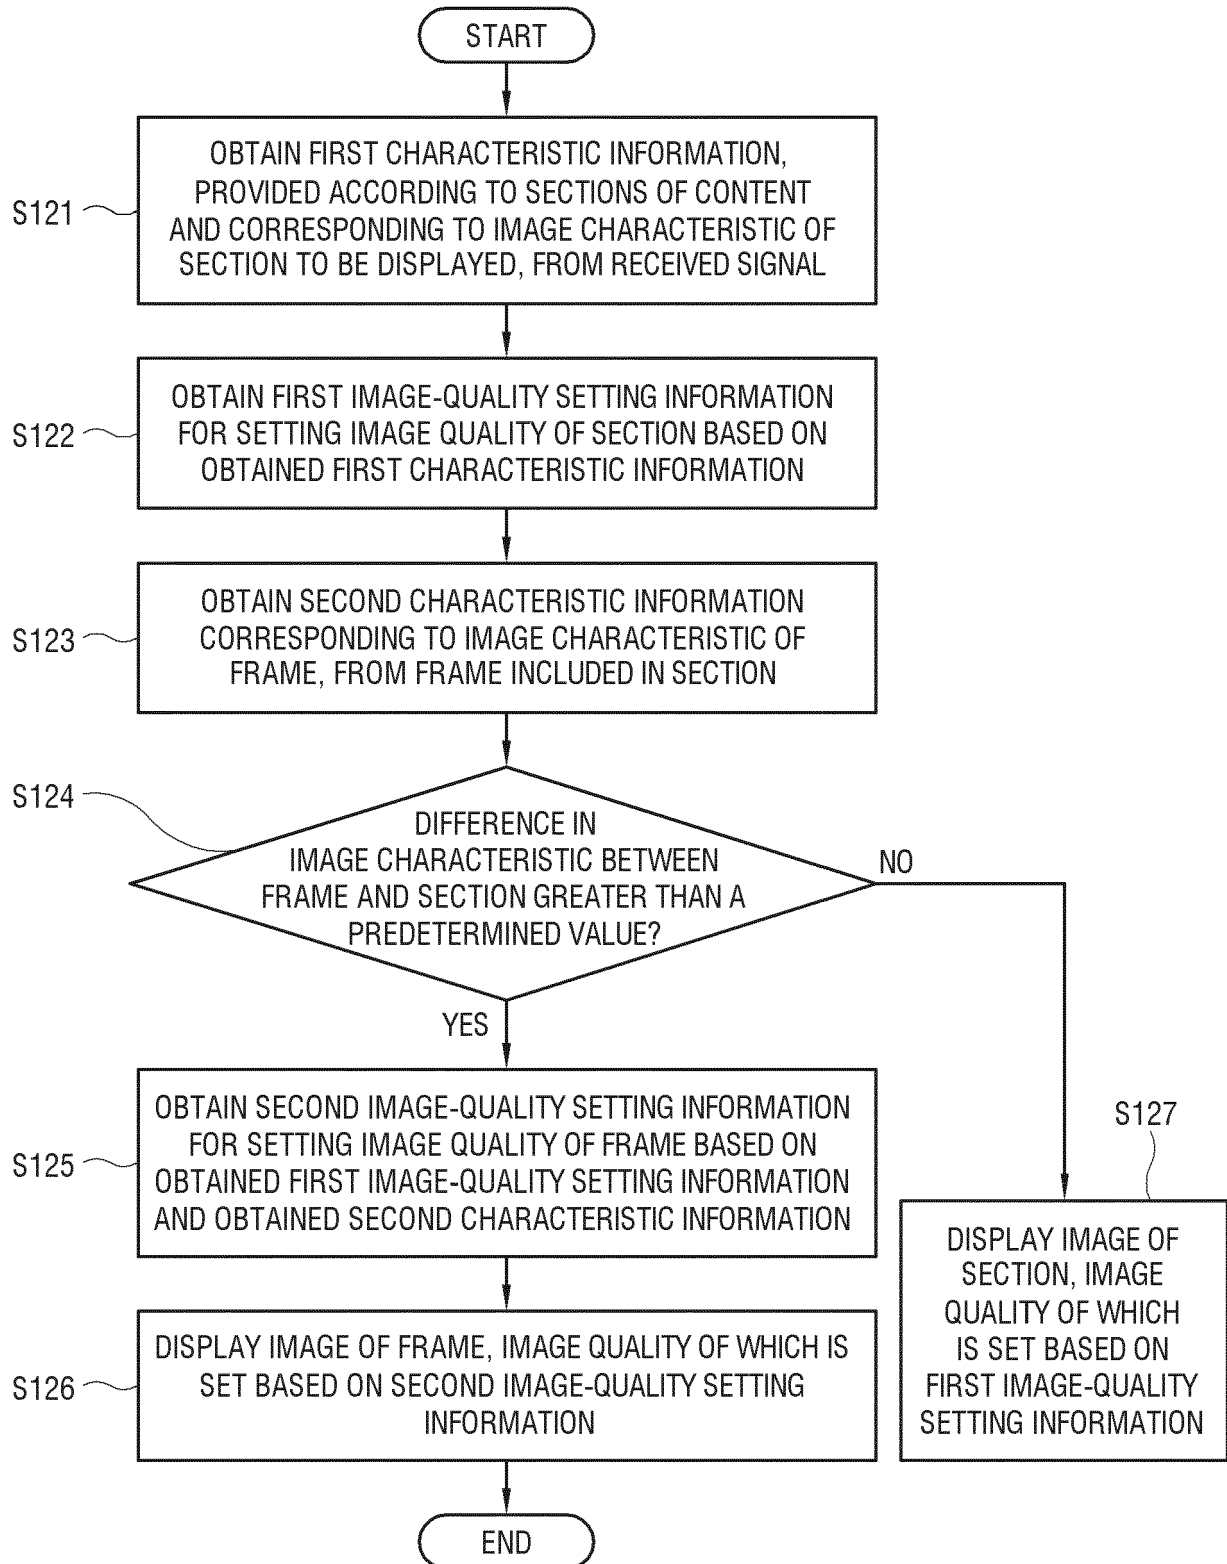 START
S121
OBTAIN FIRST CHARACTERISTIC INFORMATION,
PROVIDED ACCORDING TO SECTIONS OF CONTENT
AND CORRESPONDING TO IMAGE CHARACTERISTIC OF
SECTION TO BE DISPLAYED, FROM RECEIVED SIGNAL
S122
OBTAIN FIRST IMAGE-QUALITY SETTING INFORMATION
FOR SETTING IMAGE QUALITY OF SECTION BASED ON
OBTAINED FIRST CHARACTERISTIC INFORMATION
S123
OBTAIN SECOND CHARACTERISTIC INFORMATION
CORRESPONDING TO IMAGE CHARACTERISTIC OF
FRAME, FROM FRAME INCLUDED IN SECTION
S124
DIFFERENCE IN
IMAGE CHARACTERISTIC BETWEEN
FRAME AND SECTION GREATER THAN A
PREDETERMINED VALUE?
NO
YES
S125
OBTAIN SECOND IMAGE-QUALITY SETTING INFORMATION
FOR SETTING IMAGE QUALITY OF FRAME BASED ON
OBTAINED FIRST IMAGE-QUALITY SETTING INFORMATION
AND OBTAINED SECOND CHARACTERISTIC INFORMATION
S127
DISPLAY IMAGE OF
SECTION, IMAGE
QUALITY OF WHICH
IS SET BASED ON
FIRST IMAGE-QUALITY
SETTING INFORMATION
S126
DISPLAY IMAGE OF FRAME, IMAGE QUALITY OF WHICH IS
SET BASED ON SECOND IMAGE-QUALITY SETTING
INFORMATION
END